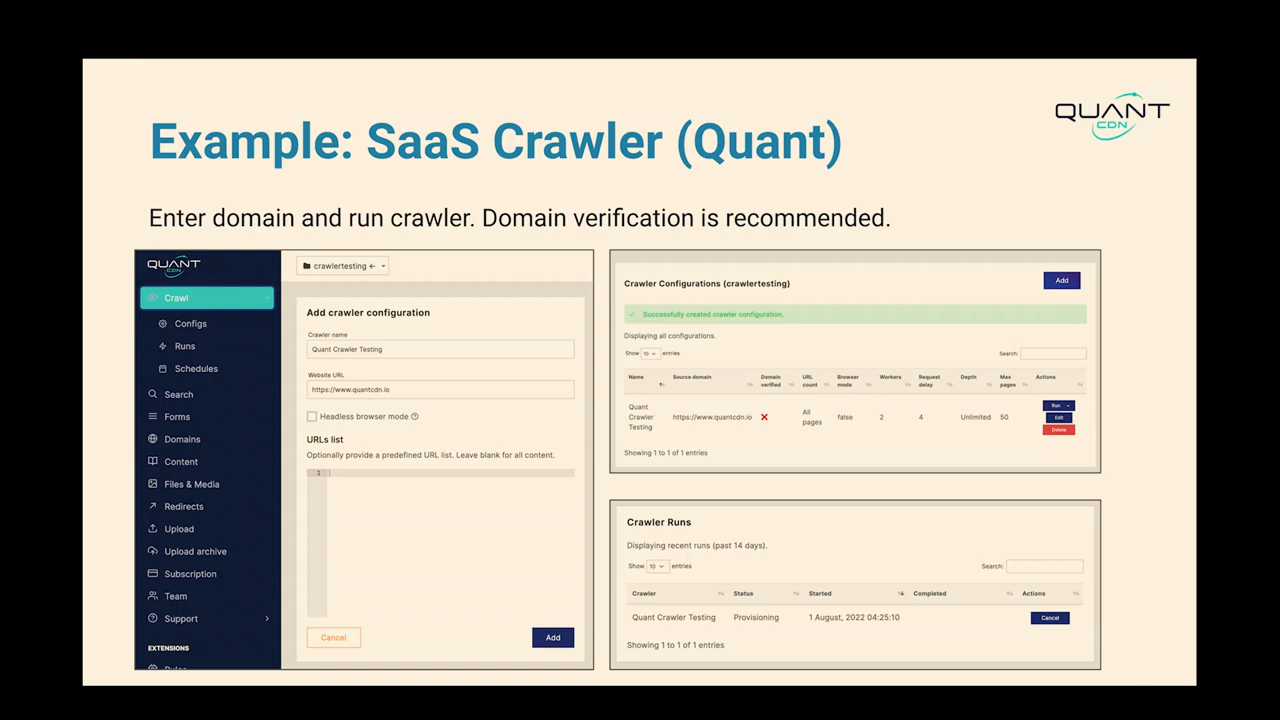 QUANT
CDN
Example: SaaS Crawler (Quant)
Enter domain and run crawler. Domain verification is recommended.
QUANT
CDN
Crawl
Configs
Runs
Schedules
Search
Forms
Domains
Content
Files & Media
Redirects
Upload
Upload archive
Subscription
Team
Support
EXTENSIONS
Rules
crawlertesting
Add crawler configuration
Crawler name
Quant Crawler Testing
Website URL
https://www.quantcdn.io
Headless browser mode
URLs list
Optionally provide a predefined URL list. Leave blank for all content.
1
Cancel Add
Crawler Configurations (crawlertesting) Add
Successfully created crawler configuration.
Displaying all configurations.
Show 10 entries Search:
Name Source domain Domain verified URL count Browser mode Workers Request delay Depth Max pages Actions
Quant Crawler Testing https://www.quantcdn.io All pages false 2 4 Unlimited 50 Run Edit Delete
Showing 1 to 1 of 1 entries
Crawler Runs
Displaying recent runs (past 14 days).
Show 10 entries Search:
Crawler Status Started Completed Actions
Quant Crawler Testing Provisioning 1 August, 2022 04:25:10 Cancel
Showing 1 to 1 of 1 entries